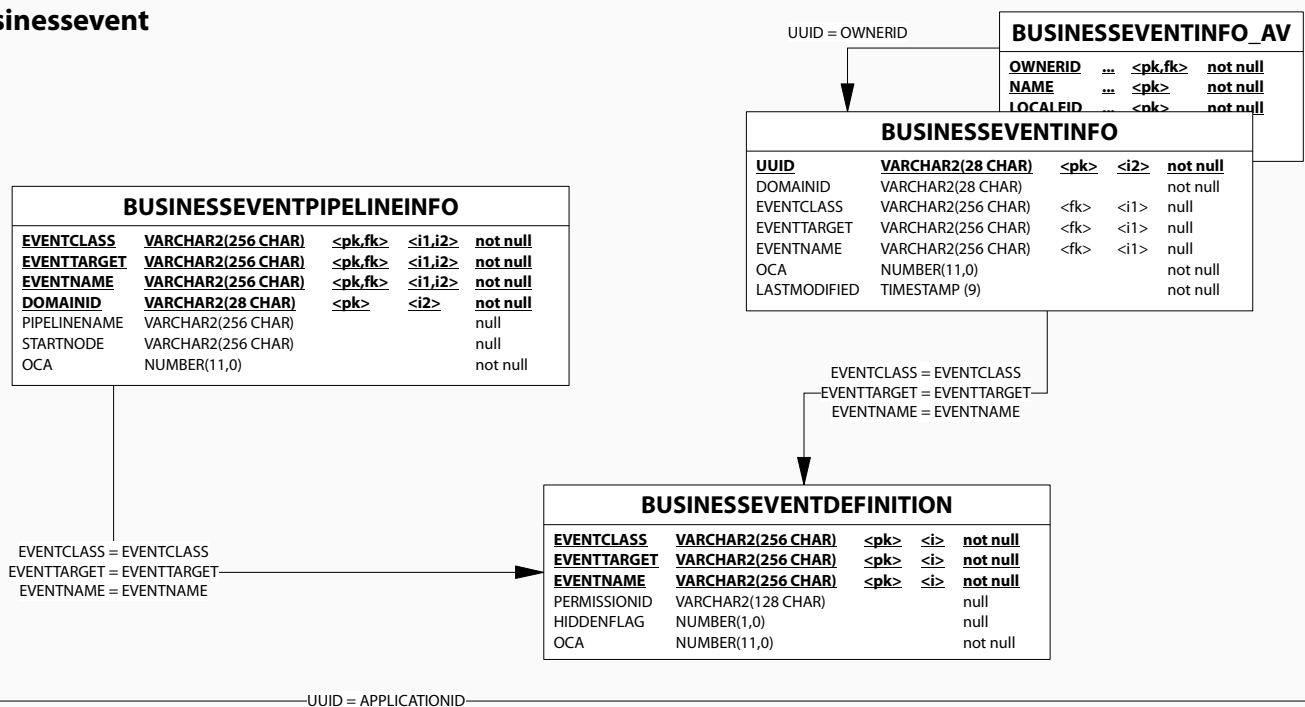 sinessevent
UUID = OWNERID
BUSINESSEVENTINFO_AV
OWNERID ... <pk,fk> not null
NAME ... <pk> not null
LOCALEID ... <pk> not null
BUSINESSEVENTINFO
UUID VARCHAR2(28 CHAR) <pk> <i2> not null
DOMAINID VARCHAR2(28 CHAR) not null
EVENTCLASS VARCHAR2(256 CHAR) <fk> <i1> null
EVENTTARGET VARCHAR2(256 CHAR) <fk> <i1> null
EVENTNAME VARCHAR2(256 CHAR) <fk> <i1> null
OCA NUMBER(11,0) not null
LASTMODIFIED TIMESTAMP (9) not null
BUSINESSEVENTPIPELINEINFO
EVENTCLASS VARCHAR2(256 CHAR) <pk,fk> <i1,i2> not null
EVENTTARGET VARCHAR2(256 CHAR) <pk,fk> <i1,i2> not null
EVENTNAME VARCHAR2(256 CHAR) <pk,fk> <i1,i2> not null
DOMAINID VARCHAR2(28 CHAR) <pk> <i2> not null
PIPELINENAME VARCHAR2(256 CHAR) null
STARTNODE VARCHAR2(256 CHAR) null
OCA NUMBER(11,0) not null
EVENTCLASS = EVENTCLASS
EVENTTARGET = EVENTTARGET
EVENTNAME = EVENTNAME
BUSINESSEVENTDEFINITION
EVENTCLASS VARCHAR2(256 CHAR) <pk> <i> not null
EVENTTARGET VARCHAR2(256 CHAR) <pk> <i> not null
EVENTNAME VARCHAR2(256 CHAR) <pk> <i> not null
PERMISSIONID VARCHAR2(128 CHAR) null
HIDDENFLAG NUMBER(1,0) null
OCA NUMBER(11,0) not null
EVENTCLASS = EVENTCLASS
EVENTTARGET = EVENTTARGET
EVENTNAME = EVENTNAME
UUID = APPLICATIONID